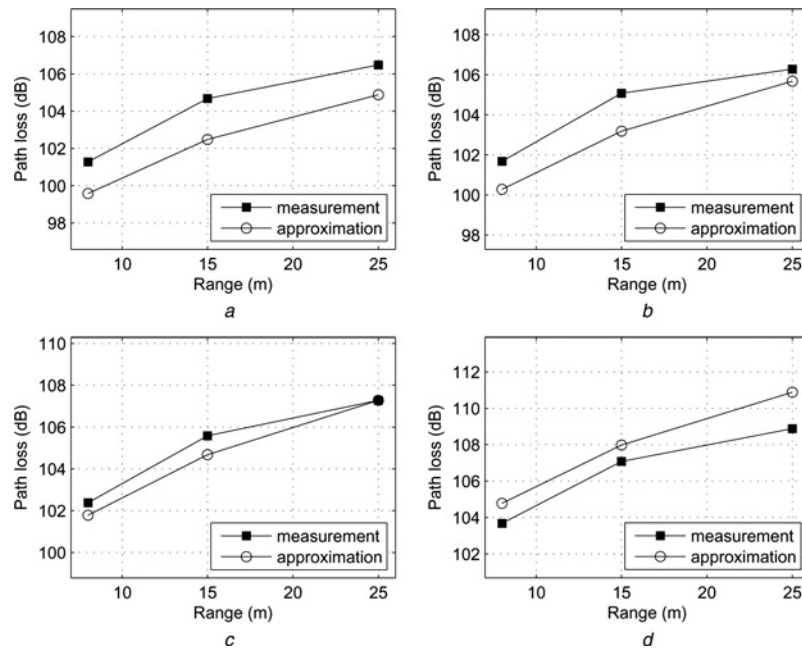 108
106
104
102
100
98
Path loss (dB)
measurement
approximation
10 15 20 25
Range (m)
a
108
106
104
102
100
98
Path loss (dB)
measurement
approximation
10 15 20 25
Range (m)
b
110
108
106
104
102
100
Path loss (dB)
measurement
approximation
10 15 20 25
Range (m)
c
112
110
108
106
104
102
Path loss (dB)
measurement
approximation
10 15 20 25
Range (m)
d